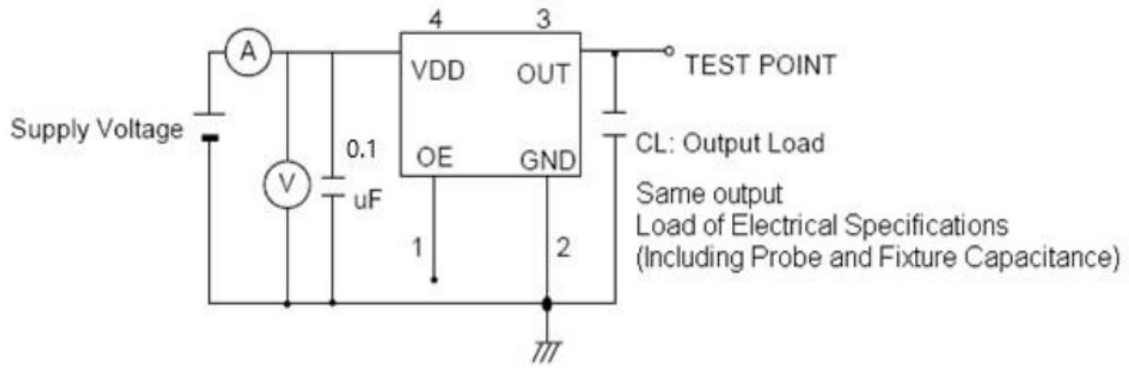 4
3
A
VDD
OUT
TEST POINT
Supply Voltage
0.1
uF
V
OE
GND
CL: Output Load
Same output
Load of Electrical Specifications
(Including Probe and Fixture Capacitance)
1
2